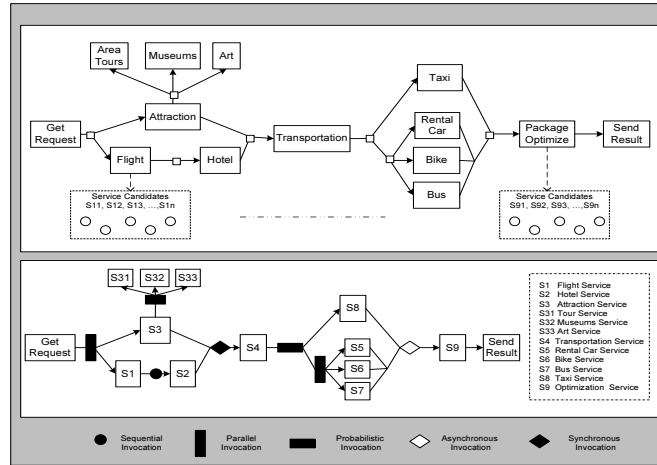 Area
Tours
Museums
Art
Taxi
Get
Request
Attraction
Rental
Car
Transportation
Package
Optimize
Send
Result
Flight
Hotel
Bike
Bus
Service Candidates
S11, S12, S13, ...,S1n
Service Candidates
S91, S92, S93, ...,S9n
S31
S32
S33
S3
S8
Get
Request
S1
S2
S4
S5
S6
S7
S9
Send
Result
S1 Flight Service
S2 Hotel Service
S3 Attraction Service
S31 Tour Service
S32 Museums Service
S33 Art Service
S4 Transportation Service
S5 Rental Car Service
S6 Bike Service
S7 Bus Service
S8 Taxi Service
S9 Optimization Service
Sequential
Invocation
Parallel
Invocation
Probabilistic
Invocation
Asynchronous
Invocation
Synchronous
Invocation